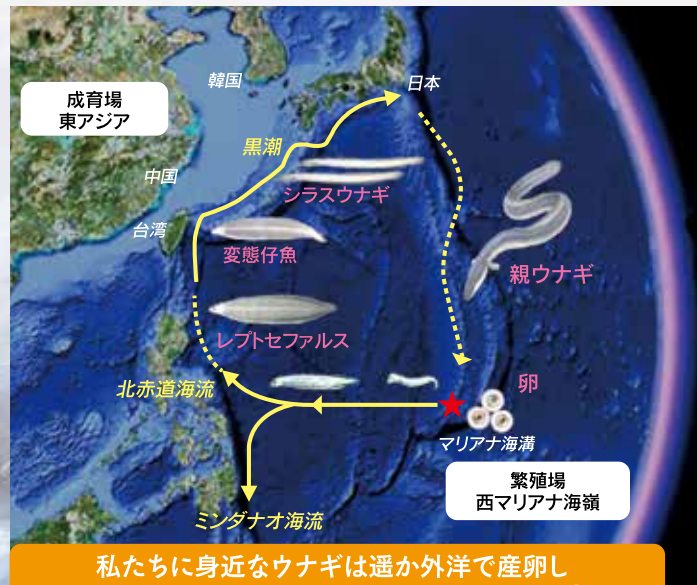 韓国
日本
成育場
東アジア
黒潮
中国
シラスウナギ
台湾
変態仔魚
親ウナギ
レプトセファルス
北赤道海流
卵
マリアナ海溝
繁殖場
西マリアナ海嶺
ミンダナオ海流
私たちに身近なウナギは遥か外洋で産卵し